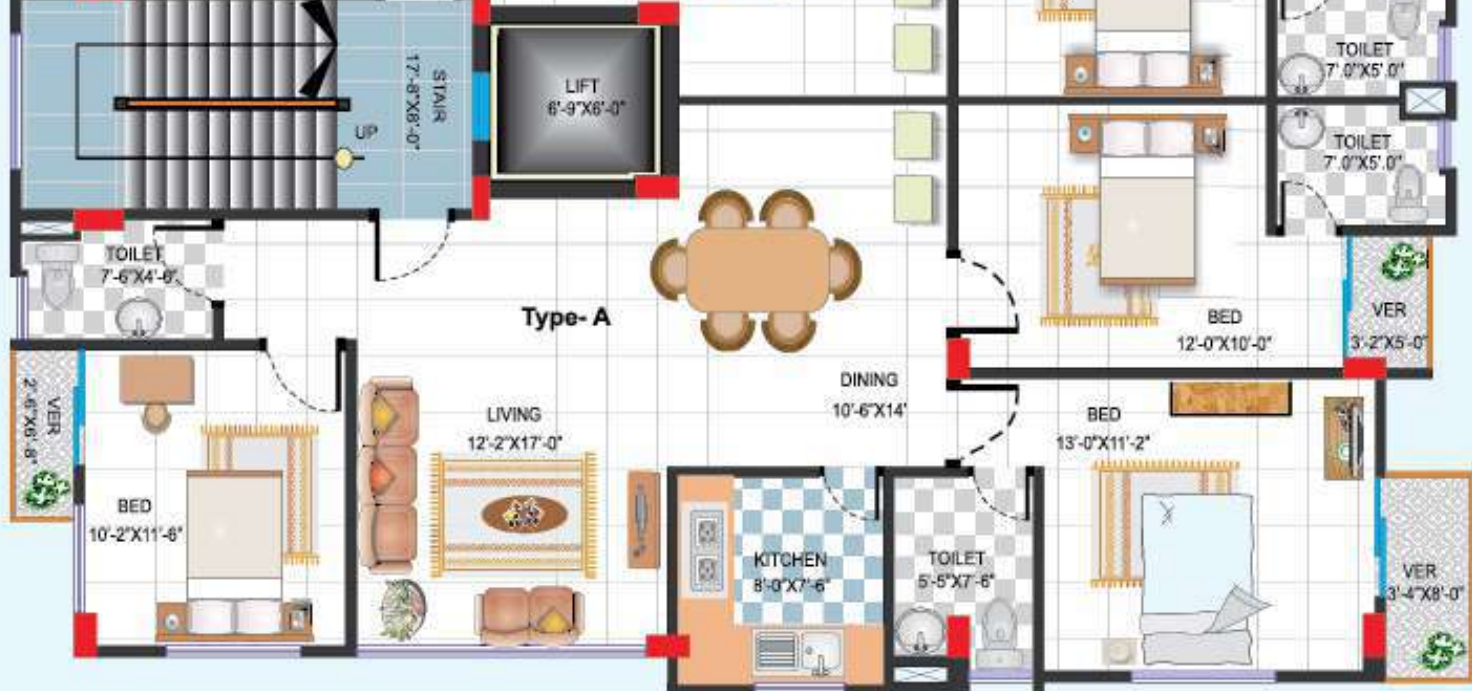 TOILET
7'.0"X5'.0"
LIFT
6'-9"X6'-0"
STAIR
17'-8"X8'-0"
UP
TOILET
7'.0"X5'.0"
TOILET
7'-6"X4'-6"
Type- A
BED
12'-0"X10'-0"
VER
3'-2"X5'-0"
DINING
10'-6"X14'
VER
2'-6"X6'-8"
LIVING
12'-2"X17'-0"
BED
13'-0"X11'-2"
BED
10'-2"X11'-6"
KITCHEN
8'-0"X7'-6"
TOILET
5'-5"X7'-6"
VER
3'-4"X8'-0"